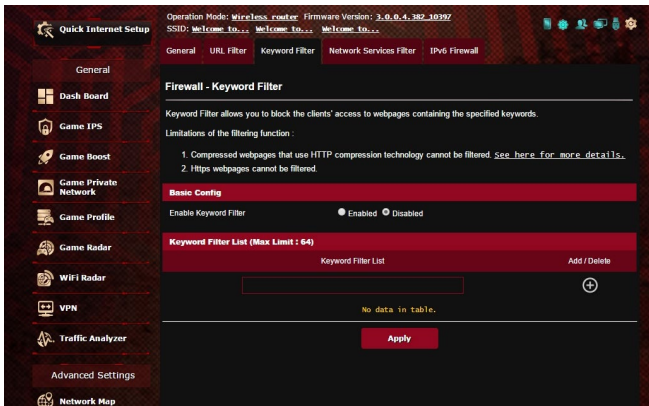 Quick Internet Setup
General
Dash Board
Game IPS
Game Boost
Game Private
Network
Game Profile
Game Radar
WiFi Radar
VPN
Traffic Analyzer
Advanced Settings
Network Map
Operation Mode: Wireless router Firmware Version: 3.0.0.4.382_10397
SSID: Welcome to... Welcome to... Welcome to...
General URL Filter Keyword Filter Network Services Filter IPv6 Firewall
Firewall - Keyword Filter
Keyword Filter allows you to block the clients' access to webpages containing the specified keywords.
Limitations of the filtering function :
1. Compressed webpages that use HTTP compression technology cannot be filtered. See here for more details.
2. Https webpages cannot be filtered.
Basic Config
Enable Keyword Filter Enabled Disabled
Keyword Filter List (Max Limit : 64)
Keyword Filter List Add / Delete
No data in table.
Apply